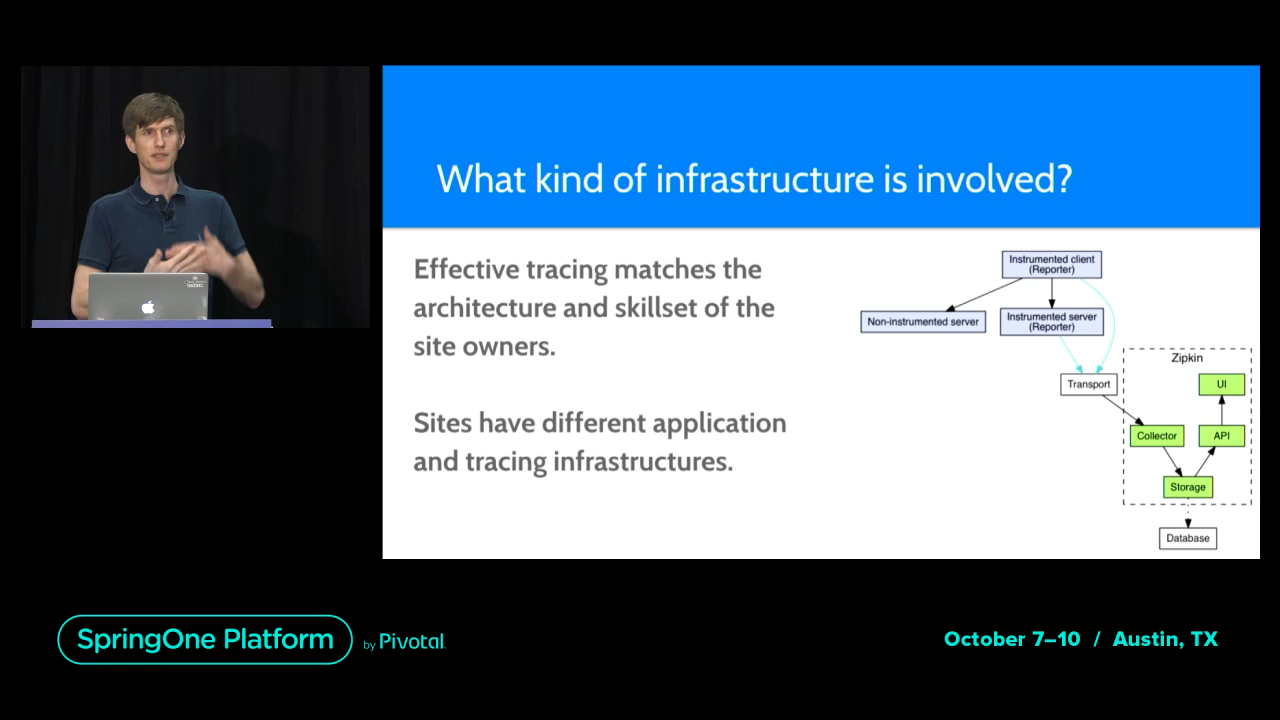 What kind of infrastructure is involved?
Effective tracing matches the
architecture and skillset of the
site owners.
Sites have different application
and tracing infrastructures.
Instrumented client
(Reporter)
Non-instrumented server
Instrumented server
(Reporter)
Zipkin
Transport
UI
Collector
API
Storage
Database
SpringOne Platform
by Pivotal
October 7–10 / Austin, TX